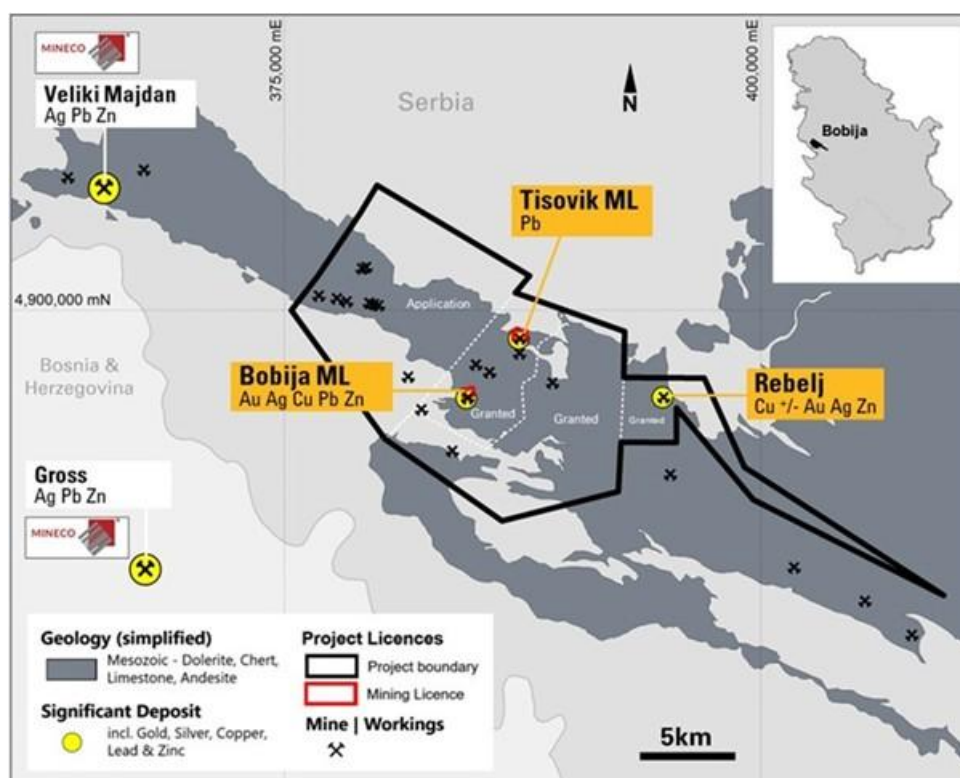 MINECO
Veliki Majdan
Ag Pb Zn
375,000 mE
Serbia
N
400,000 mE
Bobija
Tisovik ML
Pb
4,900,000 mN
Application
Bosnia &
Herzegovina
Bobija ML
Au Ag Cu Pb Zn
Granted
Granted
Granted
Rebelj
Cu +/- Au Ag Zn
Gross
Ag Pb Zn
MINECO
Geology (simplified)
Mesozoic - Dolerite, Chert,
Limestone, Andesite
Significant Deposit
incl. Gold, Silver, Copper,
Lead & Zinc
Project Licences
Project boundary
Mining Licence
Mine | Workings
5km